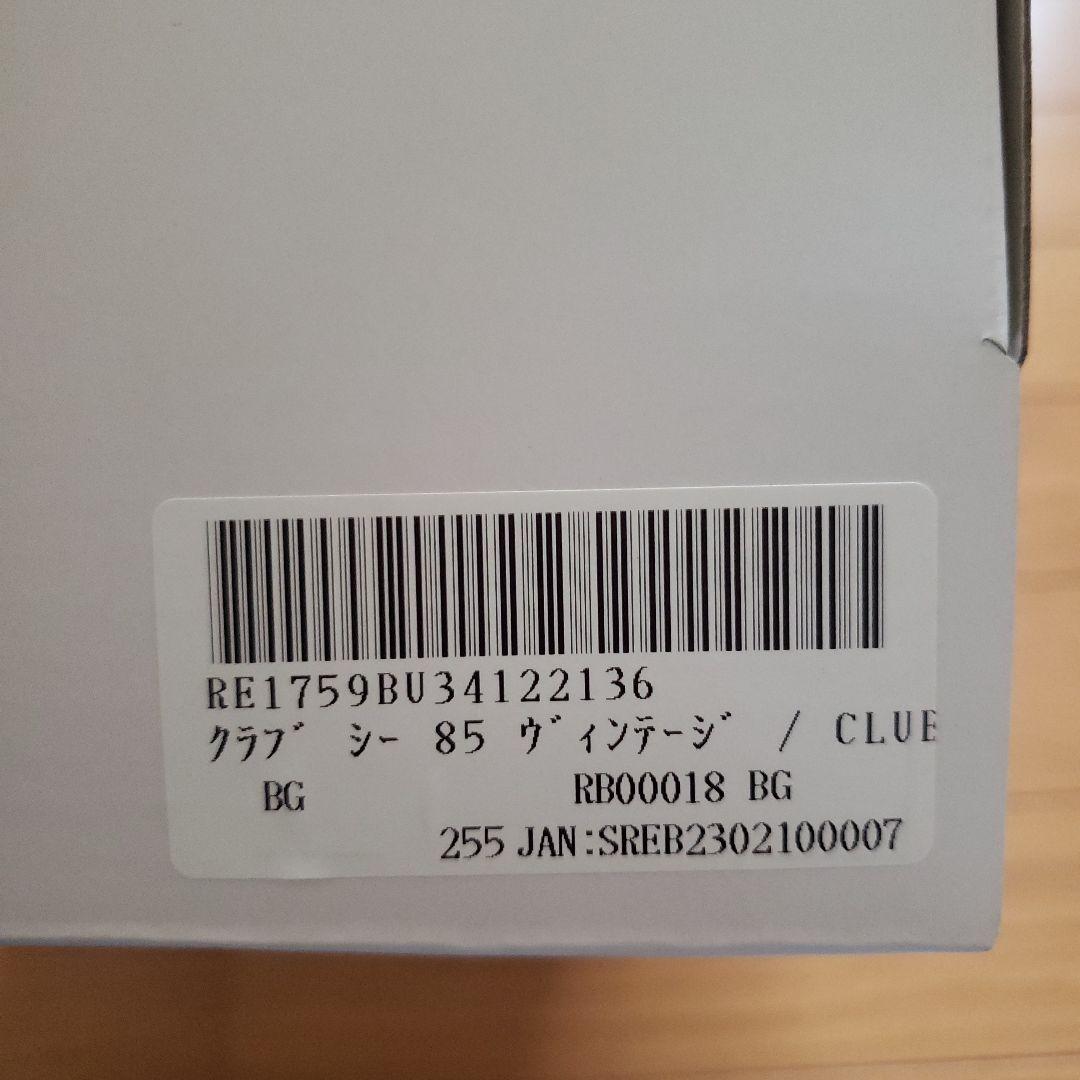 RE1759BU34122136
ｸﾗﾌﾞ ｼｰ 85 ｳﾞｨﾝﾃｰｼﾞ / CLUB
BG RB00018 BG
255 JAN:SREB2302100007